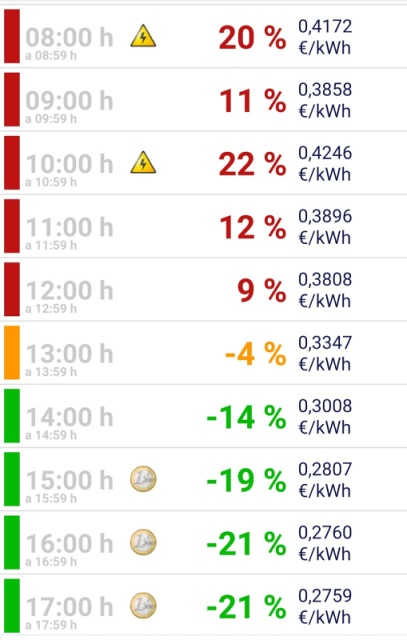 08:00 h 20 % 0,4172
a 08:59 h €/kWh
09:00 h 11 % 0,3858
a 09:59 h €/kWh
10:00 h 22 % 0,4246
a 10:59 h €/kWh
11:00 h 12 % 0,3896
a 11:59 h €/kWh
12:00 h 9 % 0,3808
a 12:59 h €/kWh
13:00 h -4 % 0,3347
a 13:59 h €/kWh
14:00 h -14 % 0,3008
a 14:59 h €/kWh
15:00 h -19 % 0,2807
a 15:59 h €/kWh
16:00 h -21 % 0,2760
a 16:59 h €/kWh
17:00 h -21 % 0,2759
a 17:59 h €/kWh